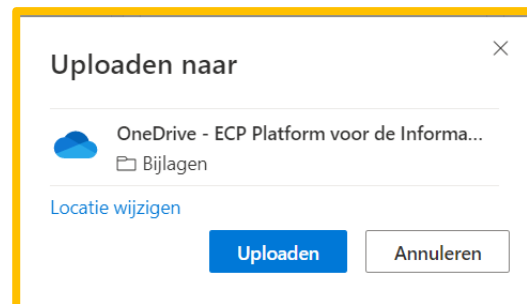 Uploaden naar
OneDrive - ECP Platform voor de Informa...
Bijlagen
Locatie wijzigen
Uploaden
Annuleren